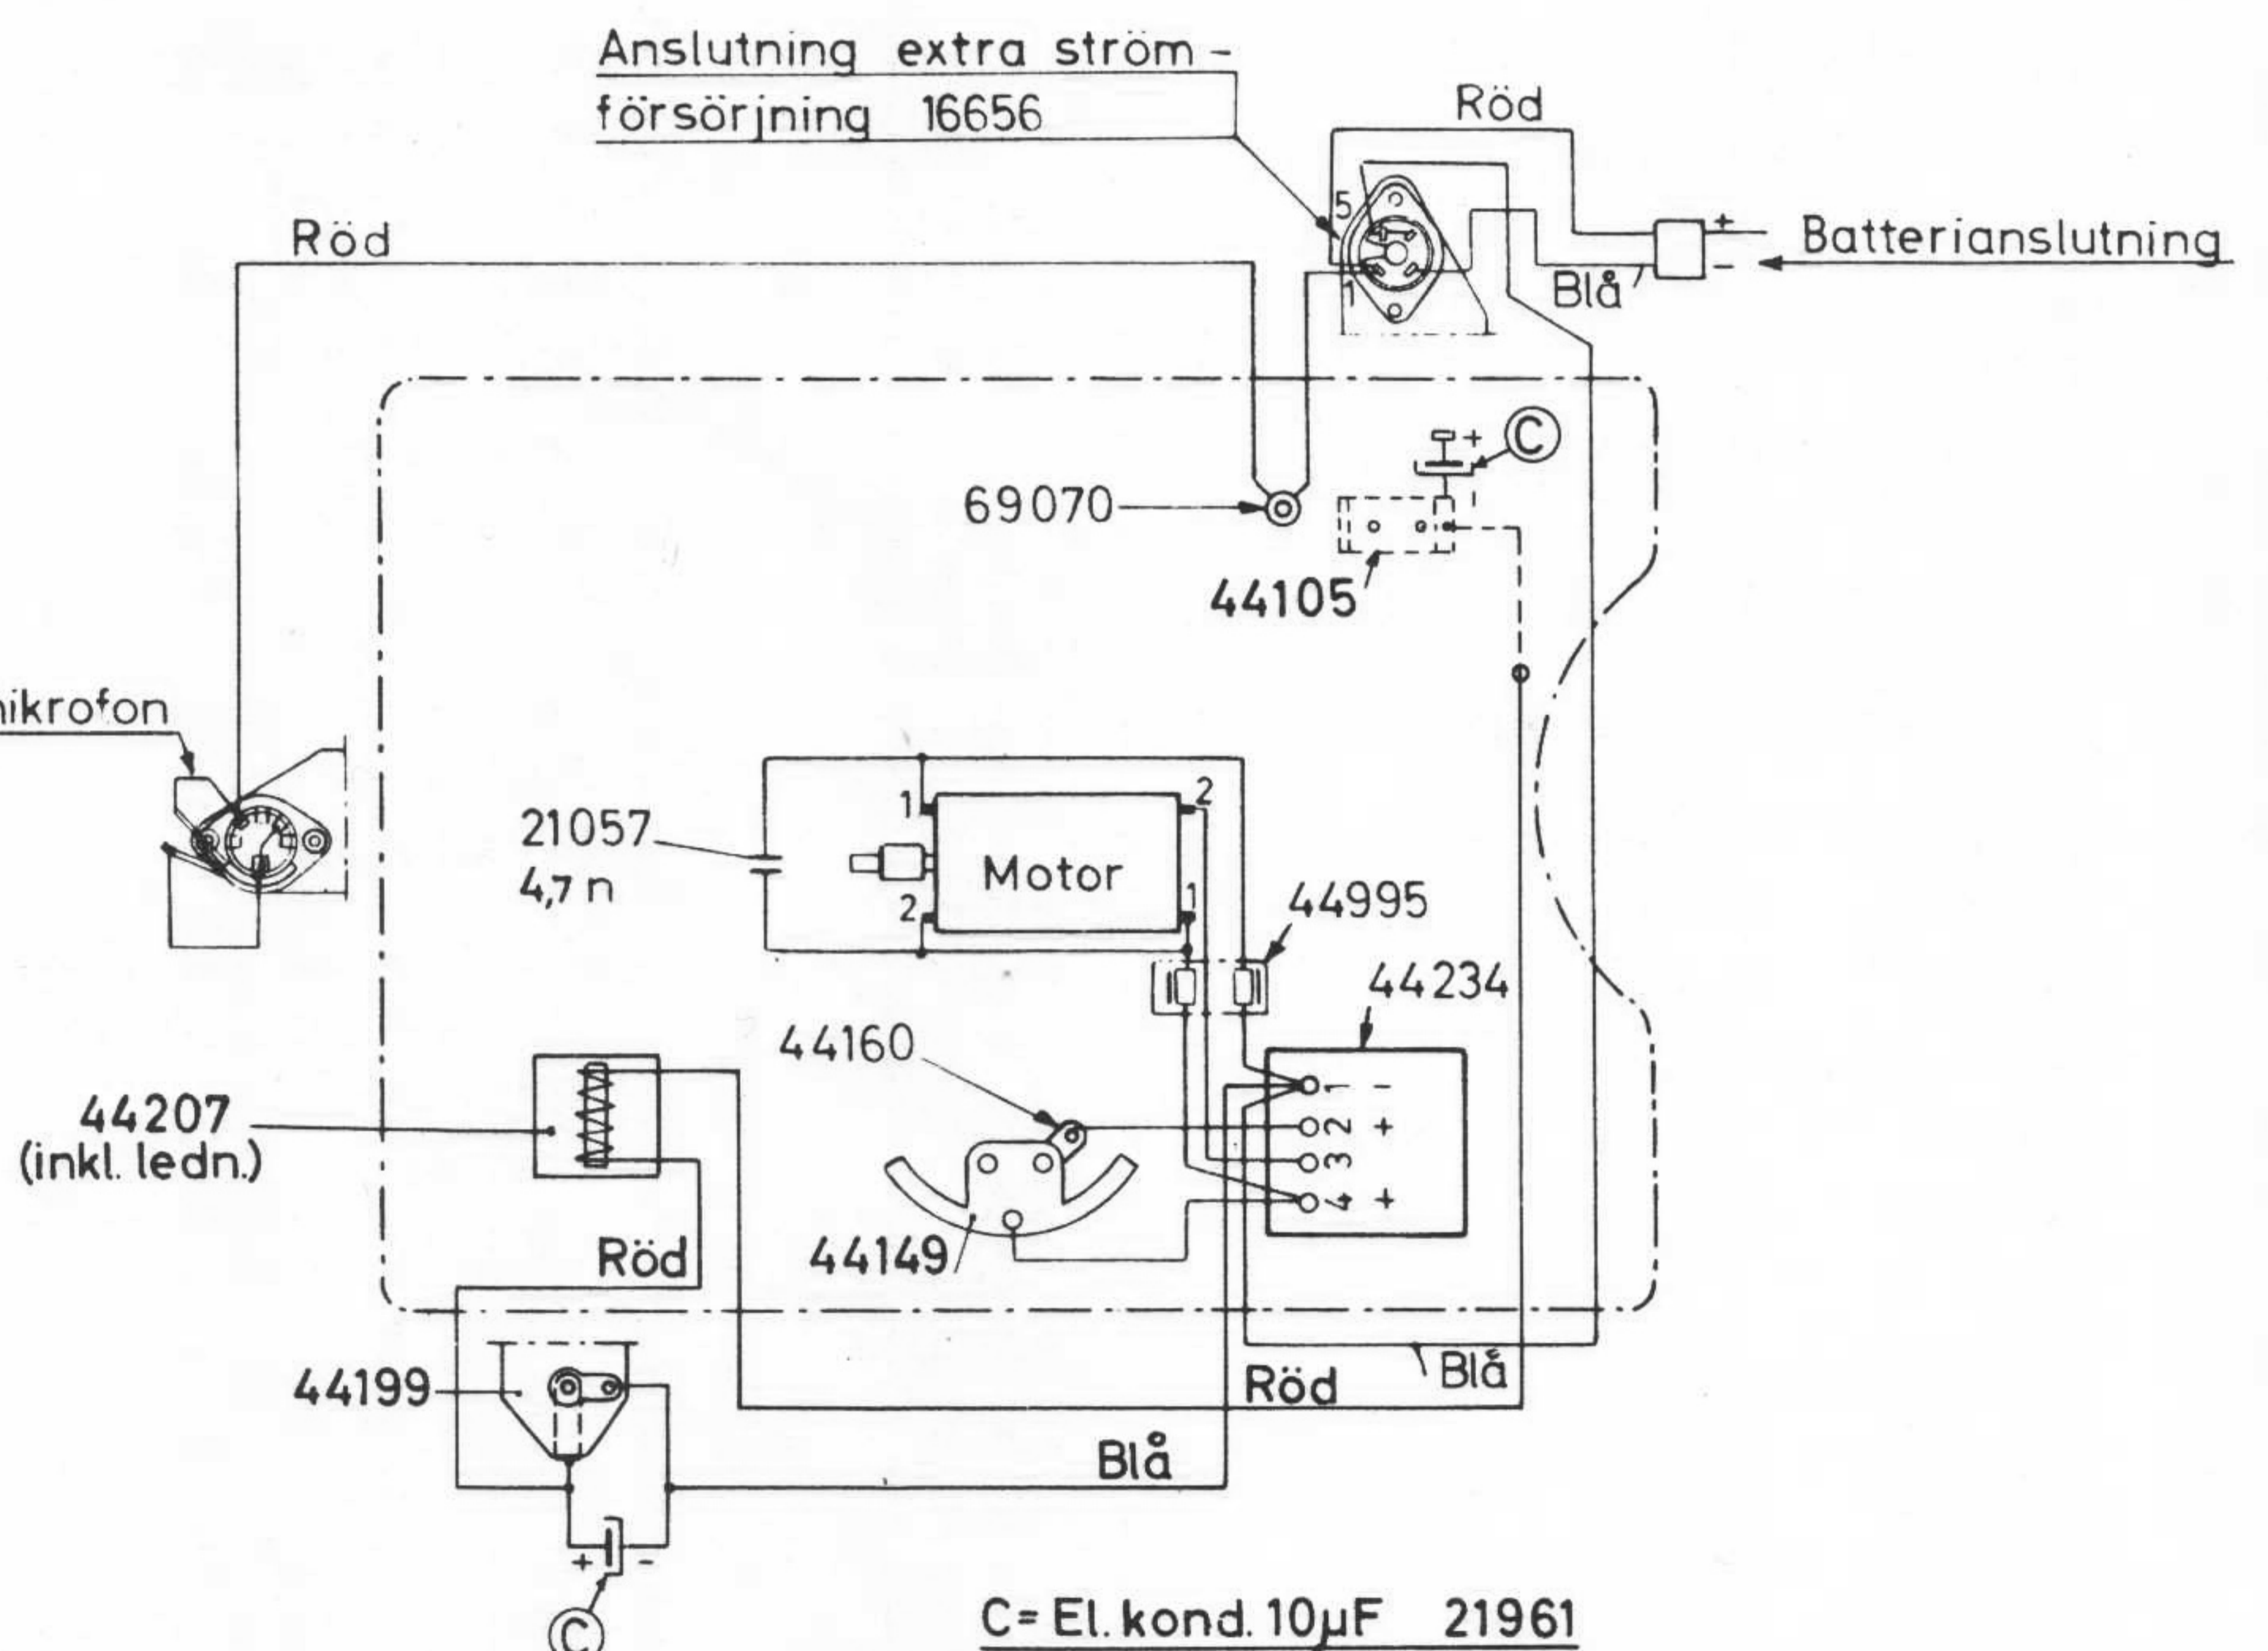 Anslutning extra ström-
försörjning 16656
Röd
5
1
+
-
Batterianslutning
Blå
Röd
+ C
69070
44105
mikrofon
1
2
21057
4,7 n
Motor
2
1
44995
44234
44160
1 -
2 +
3
4 +
44207
(inkl. ledn.)
Röd
44149
44199
Röd
Blå
Blå
+ -
C
C= El. kond. 10µF 21961